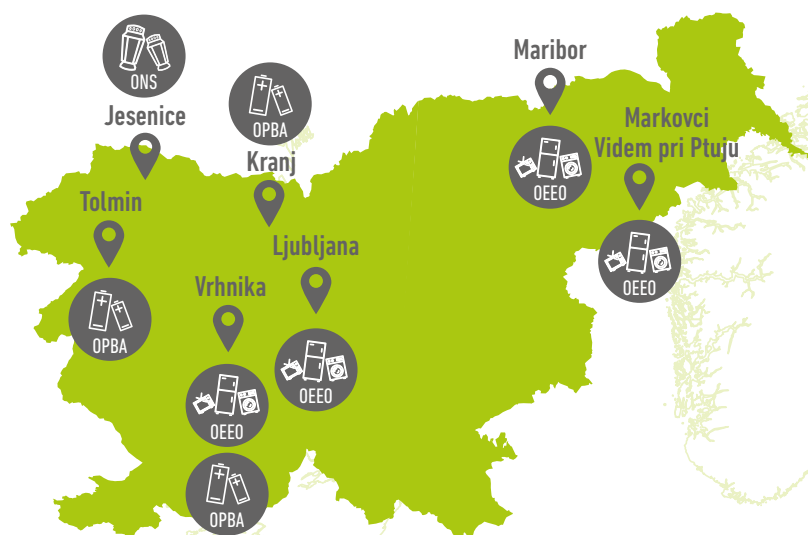 ONS
Jesenice
OPBA
Kranj
Maribor
OEEO
Markovci
Videm pri Ptuju
OEEO
Tolmin
OPBA
Ljubljana
OEEO
Vrhnika
OEEO
OPBA